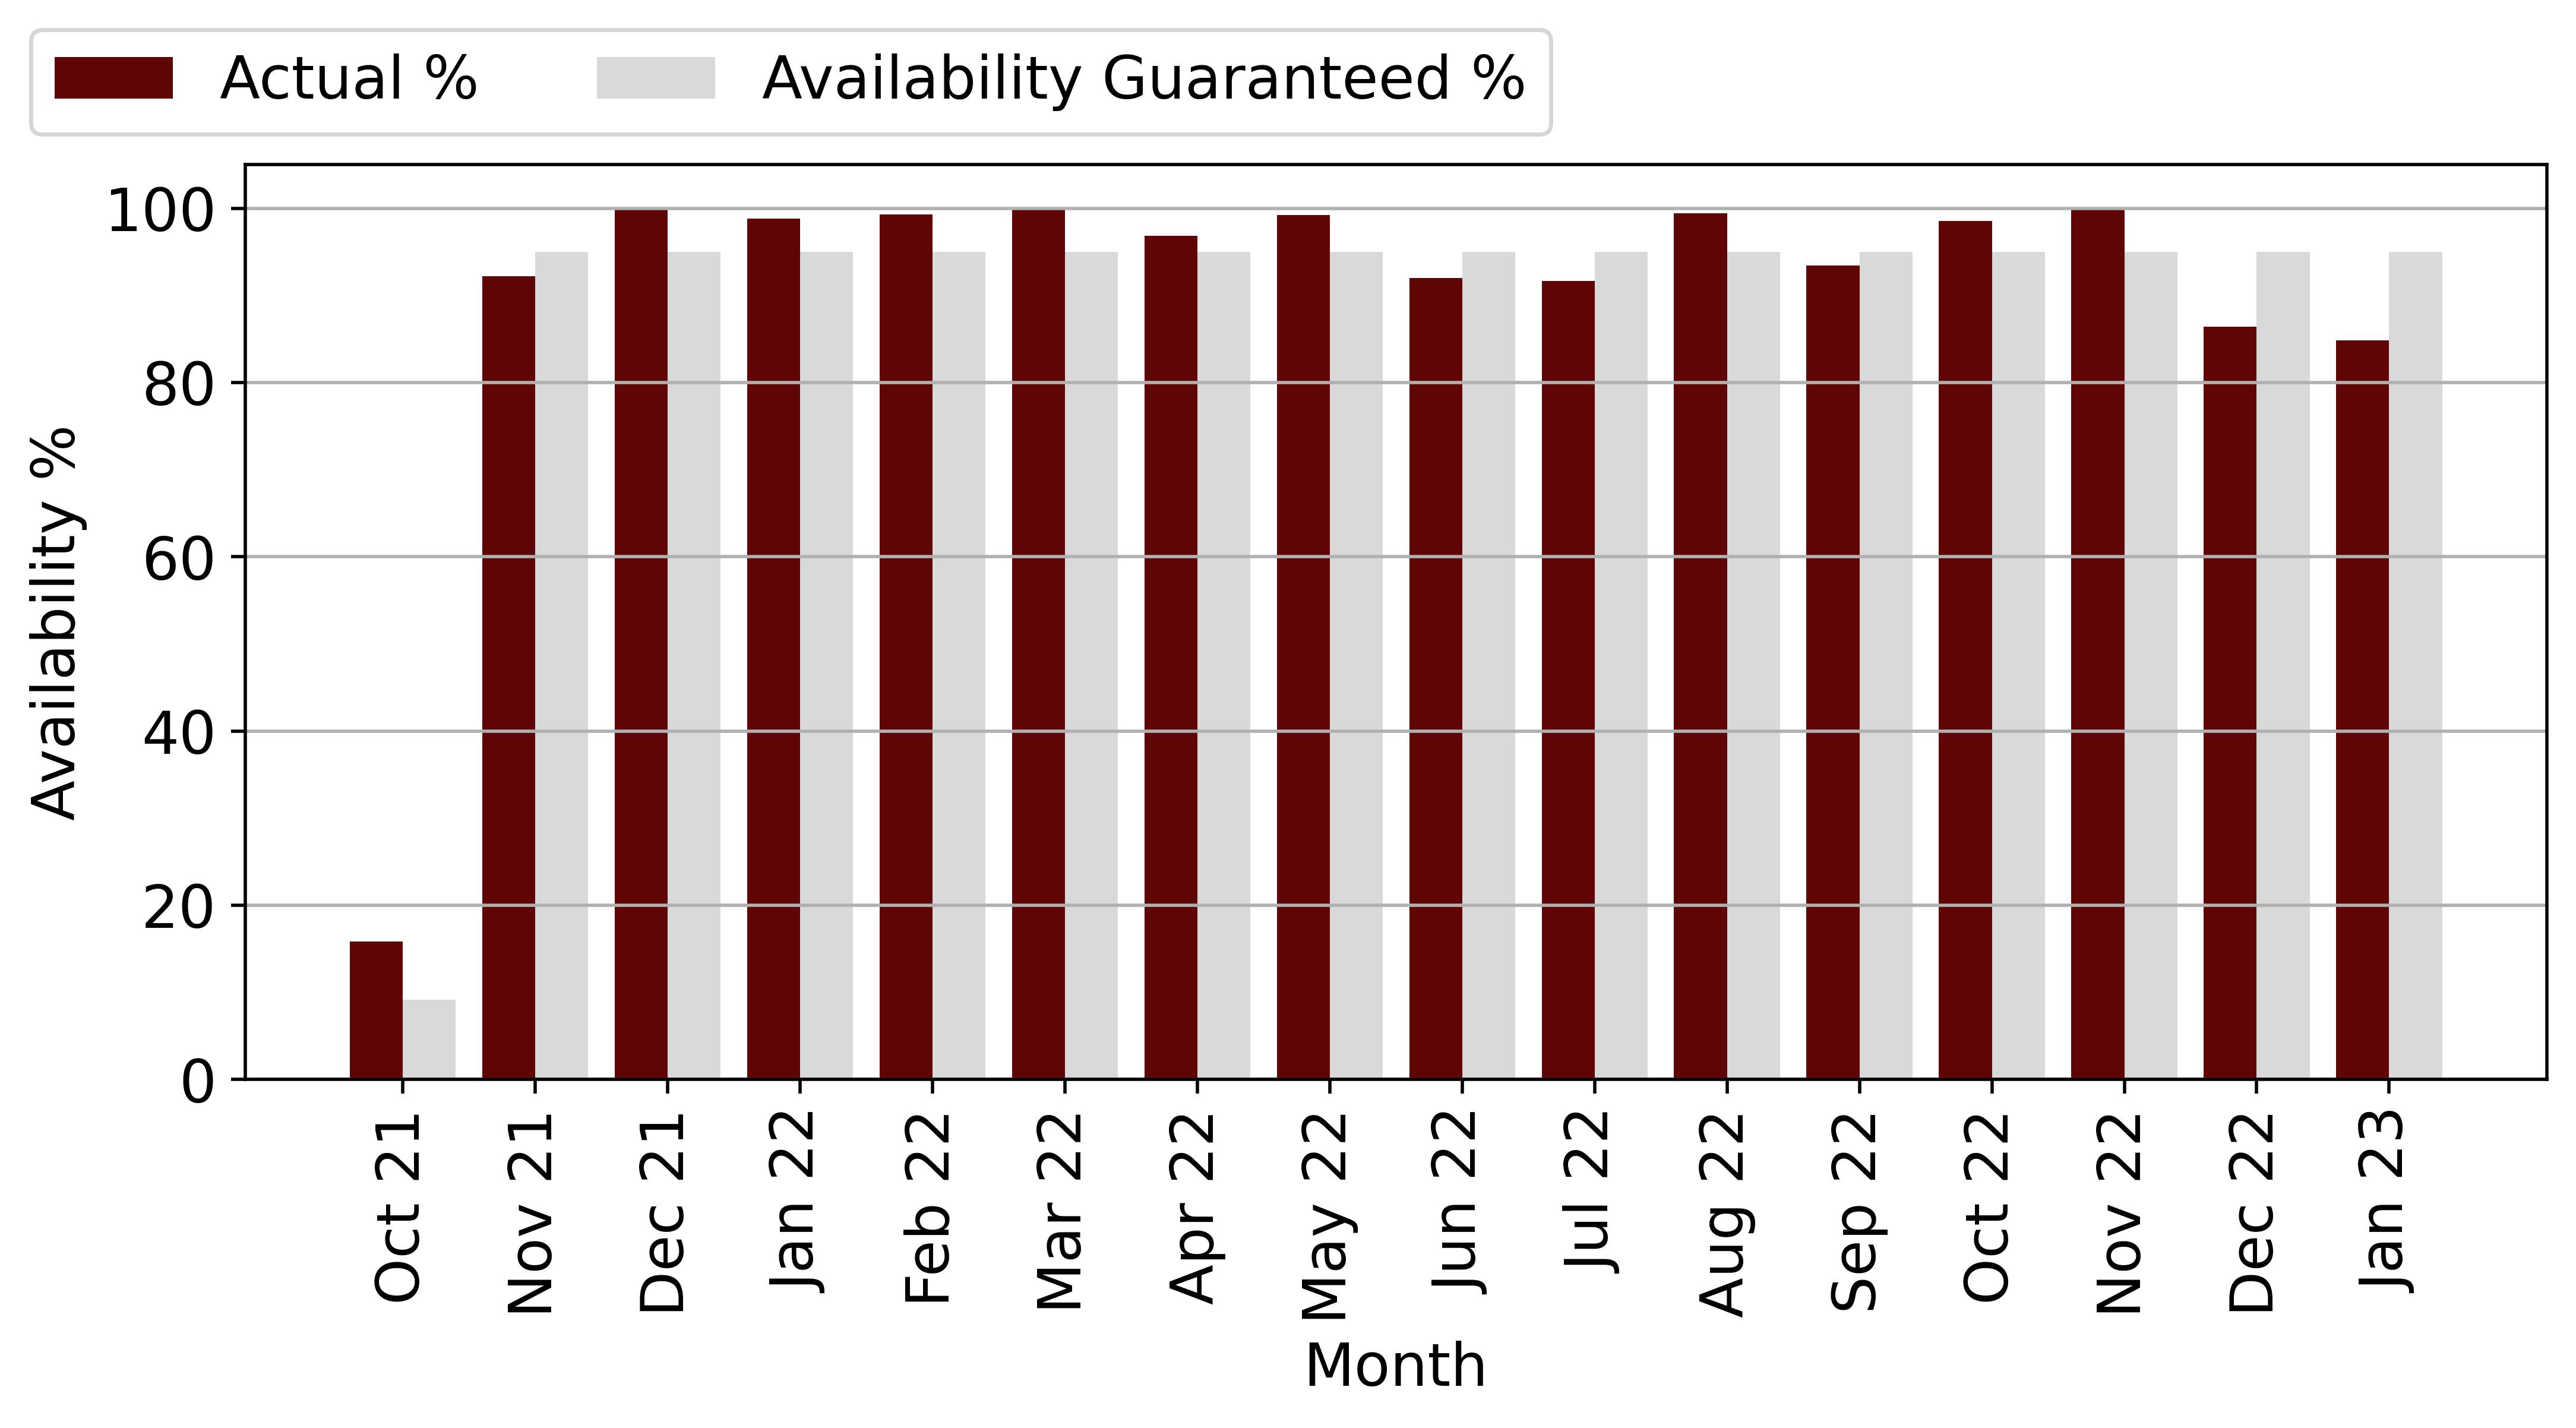 Actual % Availability Guaranteed %
100
80
60
40
20
0
Availability %
Oct 21
Nov 21
Dec 21
Jan 22
Feb 22
Mar 22
Apr 22
May 22
Jun 22
Jul 22
Aug 22
Sep 22
Oct 22
Nov 22
Dec 22
Jan 23
Month